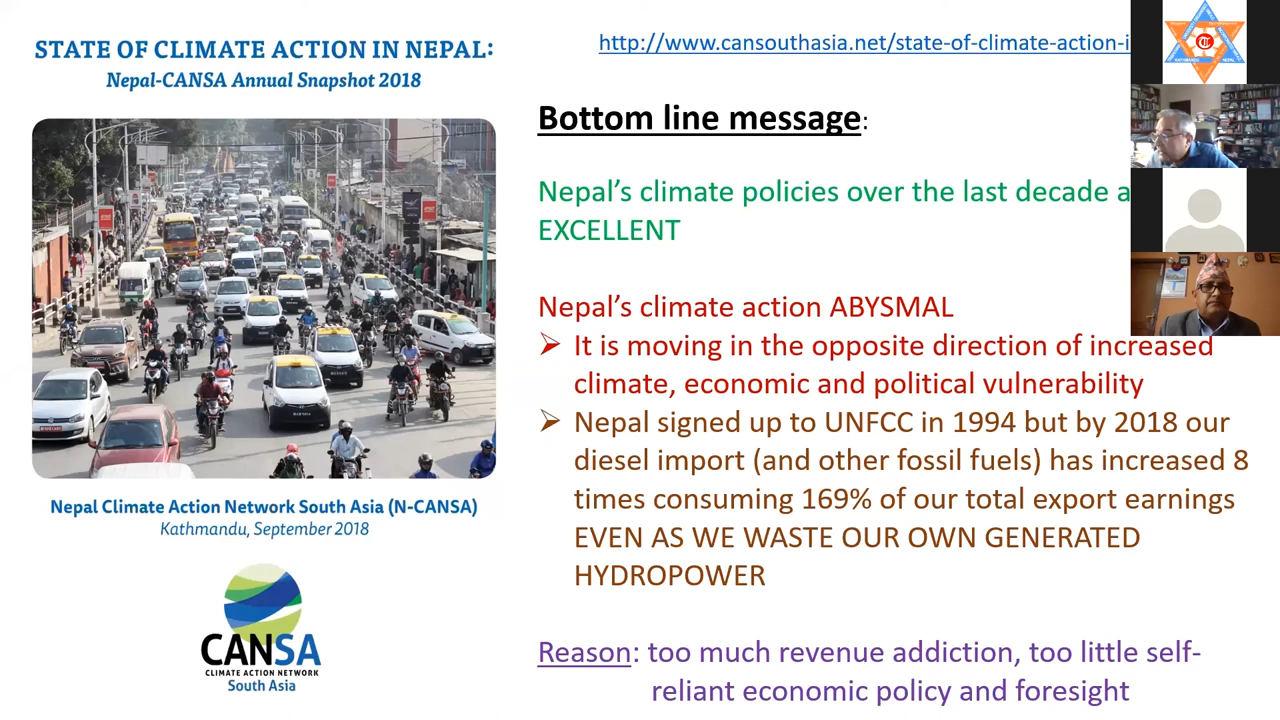 STATE OF CLIMATE ACTION IN NEPAL:
Nepal-CANSA Annual Snapshot 2018
Nepal Climate Action Network South Asia (N-CANSA)
Kathmandu, September 2018
CANSA
CLIMATE ACTION NETWORK
South Asia
http://www.cansouthasia.net/state-of-climate-action-i
Bottom line message:
Nepal’s climate policies over the last decade a
EXCELLENT
Nepal’s climate action ABYSMAL
➢ It is moving in the opposite direction of increased
climate, economic and political vulnerability
➢ Nepal signed up to UNFCC in 1994 but by 2018 our
diesel import (and other fossil fuels) has increased 8
times consuming 169% of our total export earnings
EVEN AS WE WASTE OUR OWN GENERATED
HYDROPOWER
Reason: too much revenue addiction, too little self-
reliant economic policy and foresight